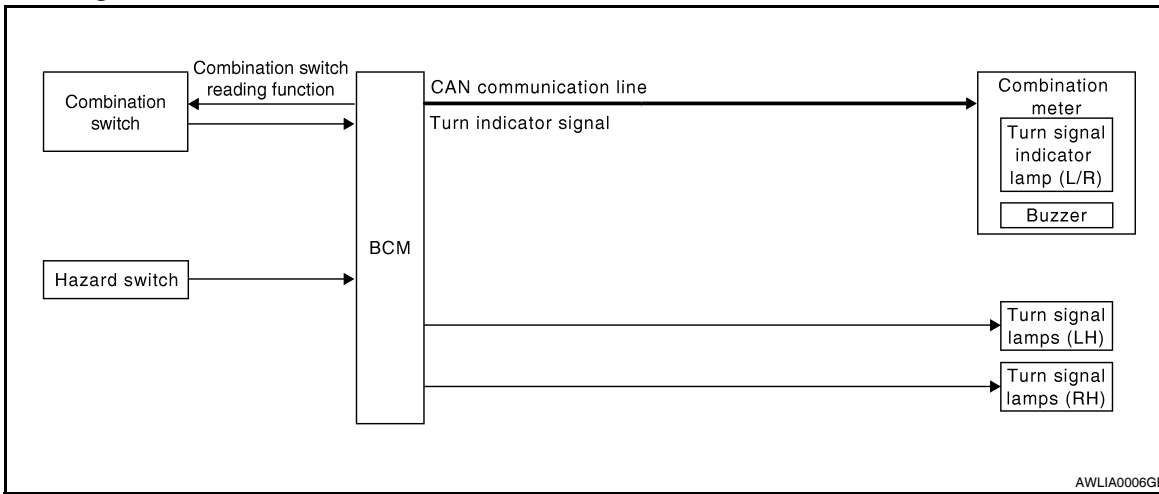 Combination switch
reading function
Combination
switch
CAN communication line
Turn indicator signal
Combination
meter
Turn signal
indicator
lamp (L/R)
Buzzer
BCM
Hazard switch
Turn signal
lamps (LH)
Turn signal
lamps (RH)